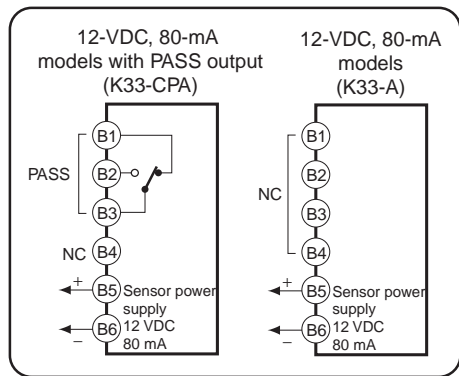 12-VDC, 80-mA
models with PASS output
(K33-CPA)
B1
B2
PASS
B3
NC B4
+
B5 Sensor power
supply
B6 12 VDC
− 80 mA
12-VDC, 80-mA
models
(K33-A)
B1
B2
NC
B3
B4
+
B5 Sensor power
supply
B6 12 VDC
− 80 mA